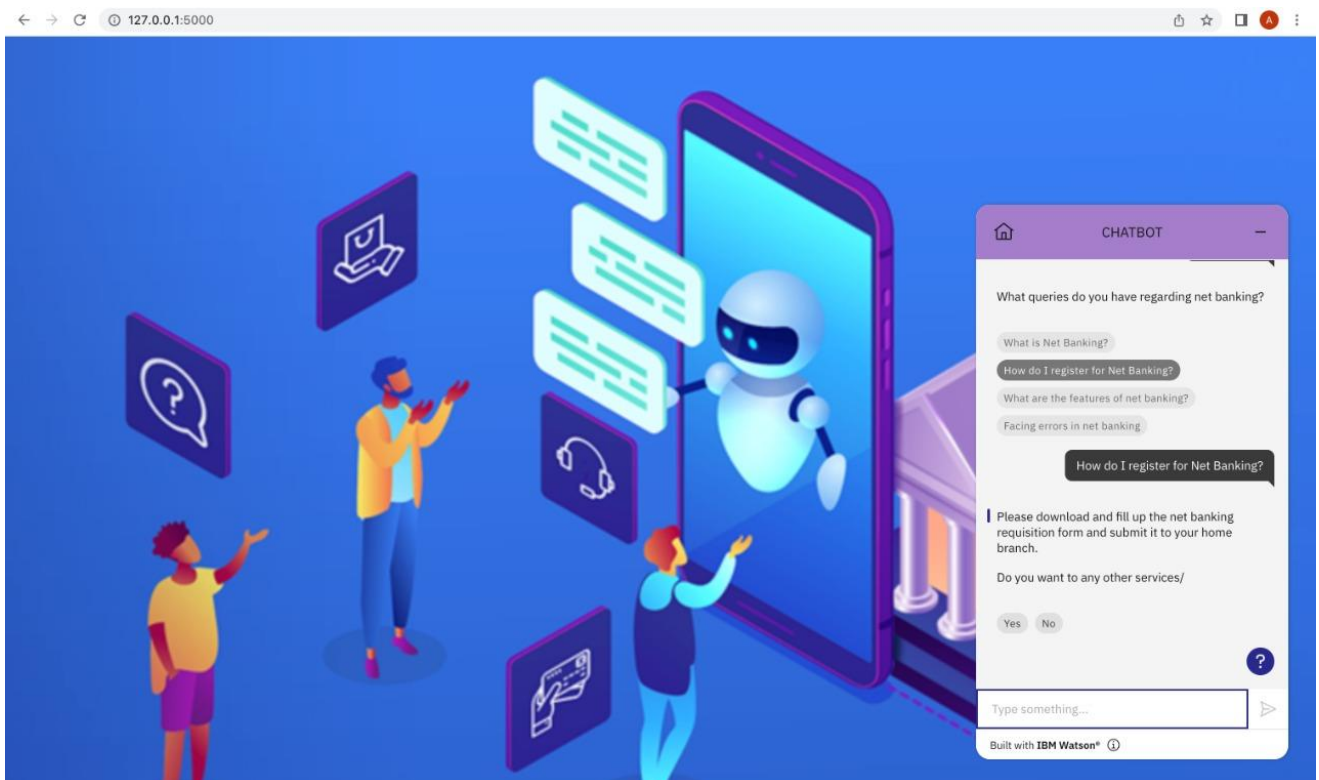 127.0.0.1:5000
A
CHATBOT
What queries do you have regarding net banking?
What is Net Banking?
How do I register for Net Banking?
What are the features of net banking?
Facing errors in net banking
How do I register for Net Banking?
Please download and fill up the net banking
requisition form and submit it to your home
branch.
Do you want to any other services/
Yes No
?
Type something...
Built with IBM Watson®